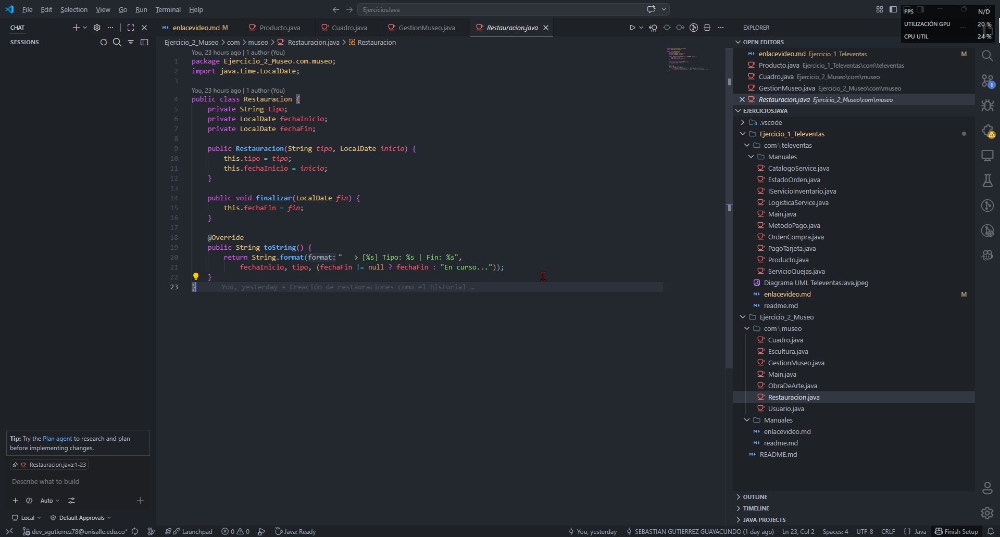 File Edit Selection View Go Run Terminal Help
EjerciciosJava
FPS N/D
UTILIZACIÓN GPU 20 %
CPU UTIL 24 %
CHAT
SESSIONS
enlacevideo.md M
Producto.java
Cuadro.java
GestionMuseo.java
Restauracion.java
Ejercicio_2_Museo > com > museo > Restauracion.java > Restauracion
You, 23 hours ago | 1 author (You)
1 package Ejercicio_2_Museo.com.museo;
2 import java.time.LocalDate;
3
You, 23 hours ago | 1 author (You)
4 public class Restauracion {
5 private String tipo;
6 private LocalDate fechaInicio;
7 private LocalDate fechaFin;
8
9 public Restauracion(String tipo, LocalDate inicio) {
10 this.tipo = tipo;
11 this.fechaInicio = inicio;
12 }
13
14 public void finalizar(LocalDate fin) {
15 this.fechaFin = fin;
16 }
17
18 @Override
19 public String toString() {
20 return String.format(format:"   > [%s] Tipo: %s | Fin: %s",
21 fechaInicio, tipo, (fechaFin != null ? fechaFin : "En curso..."));
22 }
23 } You, yesterday • Creación de restauraciones como el historial …
Tip: Try the Plan agent to research and plan
before implementing changes.
Restauracion.java:1-23
Describe what to build
Auto
Local Default Approvals
EXPLORER
OPEN EDITORS
enlacevideo.md Ejercicio_1_Televentas M
Producto.java Ejercicio_1_Televentas\com\televentas
Cuadro.java Ejercicio_2_Museo\com\museo
GestionMuseo.java Ejercicio_2_Museo\com\museo
Restauracion.java Ejercicio_2_Museo\com\museo
EJERCICIOSJAVA
.vscode
Ejercicio_1_Televentas
com\televentas
Manuales
CatalogoService.java
EstadoOrden.java
IServicioInventario.java
LogisticaService.java
Main.java
MetodoPago.java
OrdenCompra.java
PagoTarjeta.java
Producto.java
ServicioQuejas.java
Diagrama UML TeleventasJava.jpeg
enlacevideo.md M
readme.md
Ejercicio_2_Museo
com\museo
Cuadro.java
Escultura.java
GestionMuseo.java
Main.java
ObraDeArte.java
Restauracion.java
Usuario.java
Manuales
enlacevideo.md
readme.md
README.md
OUTLINE
TIMELINE
JAVA PROJECTS
1
dev_sgutierrez78@unisalle.edu.co* Launchpad 0 0 Java: Ready You, yesterday SEBASTIAN GUTIERREZ GUAYACUNDO (1 day ago) Ln 23, Col 2 Spaces: 4 UTF-8 CRLF { } Java Finish Setup